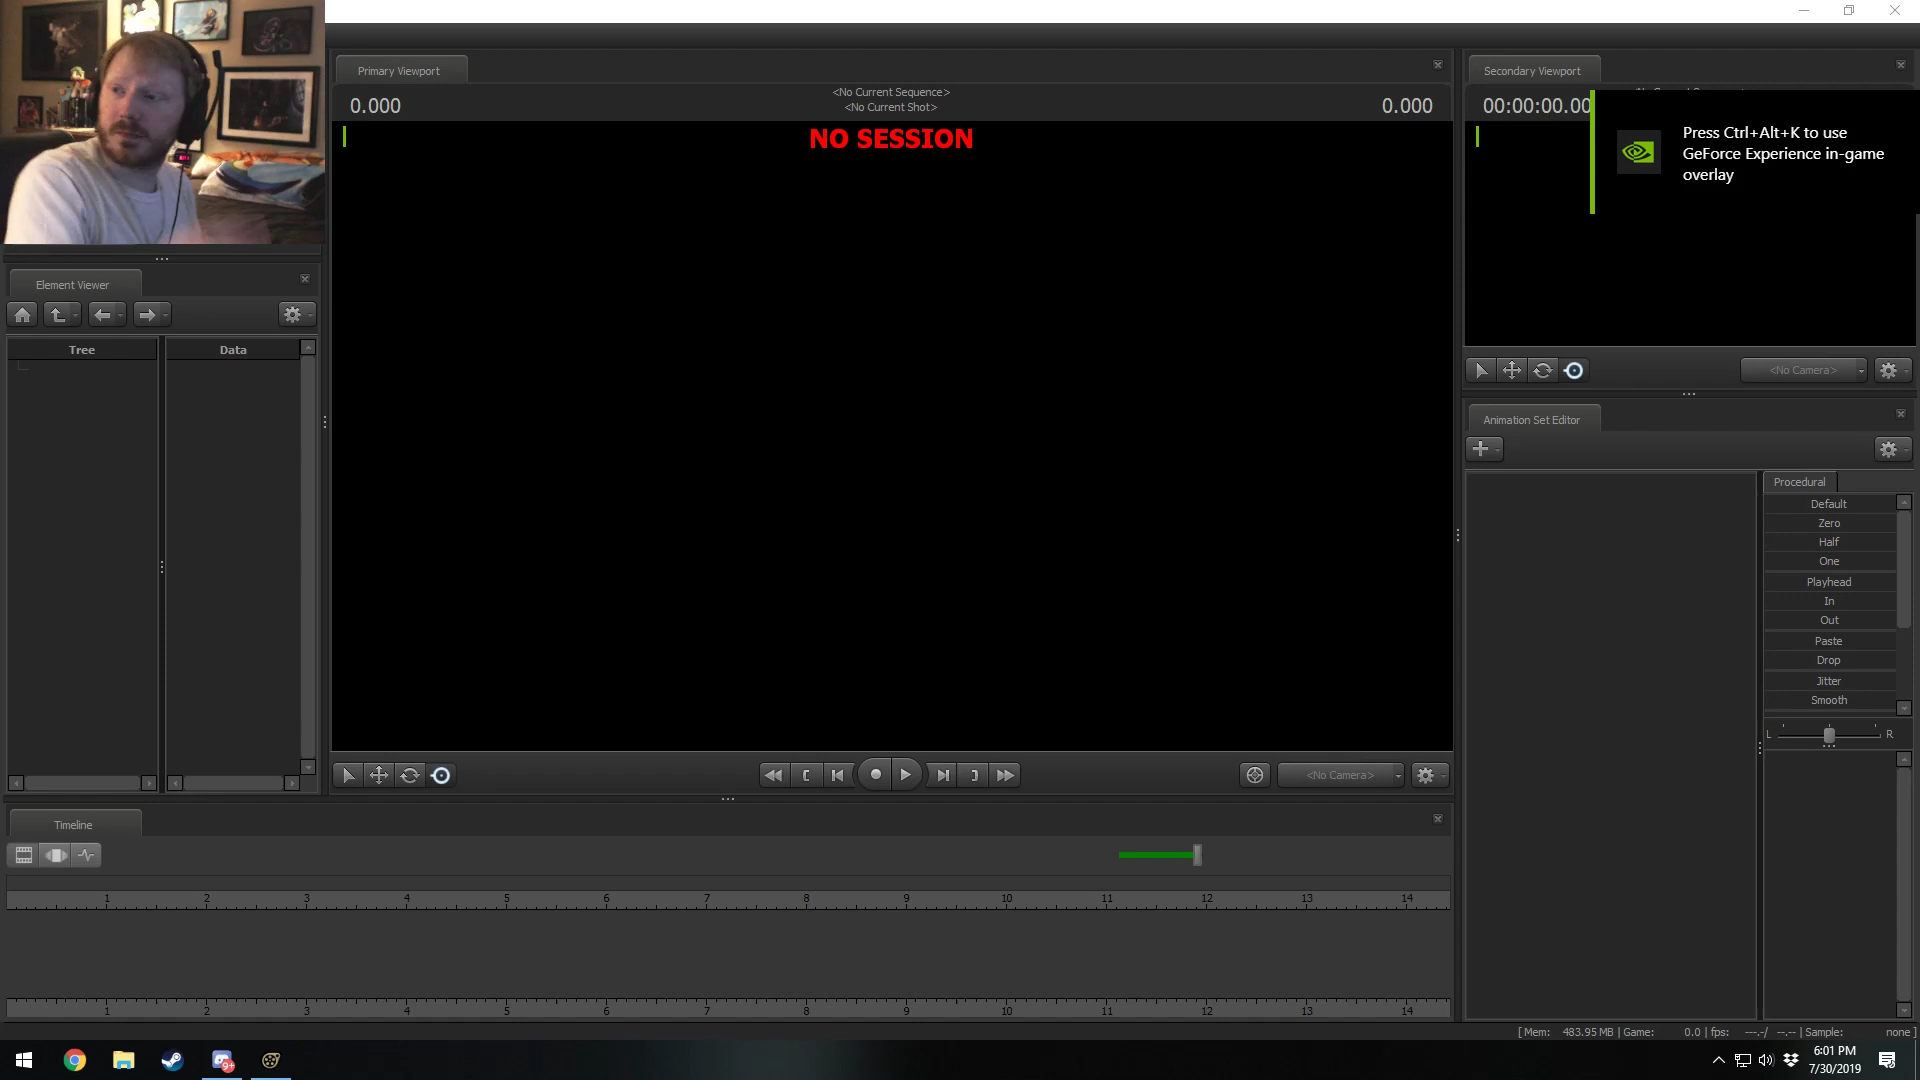 Primary Viewport
Secondary Viewport
0.000
<No Current Sequence>
<No Current Shot>
0.000
00:00:00.00
NO SESSION
Press Ctrl+Alt+K to use
GeForce Experience in-game
overlay
Element Viewer
Tree
Data
<No Camera>
Animation Set Editor
Procedural
Default
Zero
Half
One
Playhead
In
Out
Paste
Drop
Jitter
Smooth
L
R
<No Camera>
Timeline
1 2 3 4 5 6 7 8 9 10 11 12 13 14
1 2 3 4 5 6 7 8 9 10 11 12 13 14
[ Mem: 483.95 MB | Game: 0.0 | fps: ---.-/ --.-- | Sample: none ]
9+
6:01 PM
7/30/2019